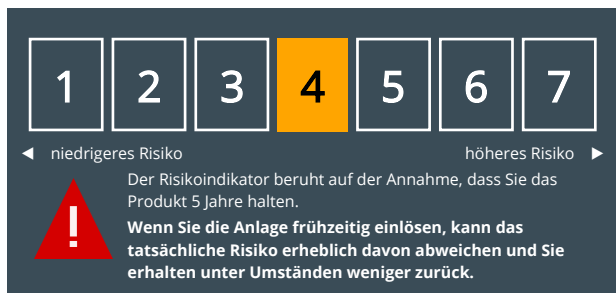 1 2 3 4 5 6 7
◄ niedrigeres Risiko höheres Risiko ►
Der Risikoindikator beruht auf der Annahme, dass Sie das
Produkt 5 Jahre halten.
Wenn Sie die Anlage frühzeitig einlösen, kann das
tatsächliche Risiko erheblich davon abweichen und Sie
erhalten unter Umständen weniger zurück.
!